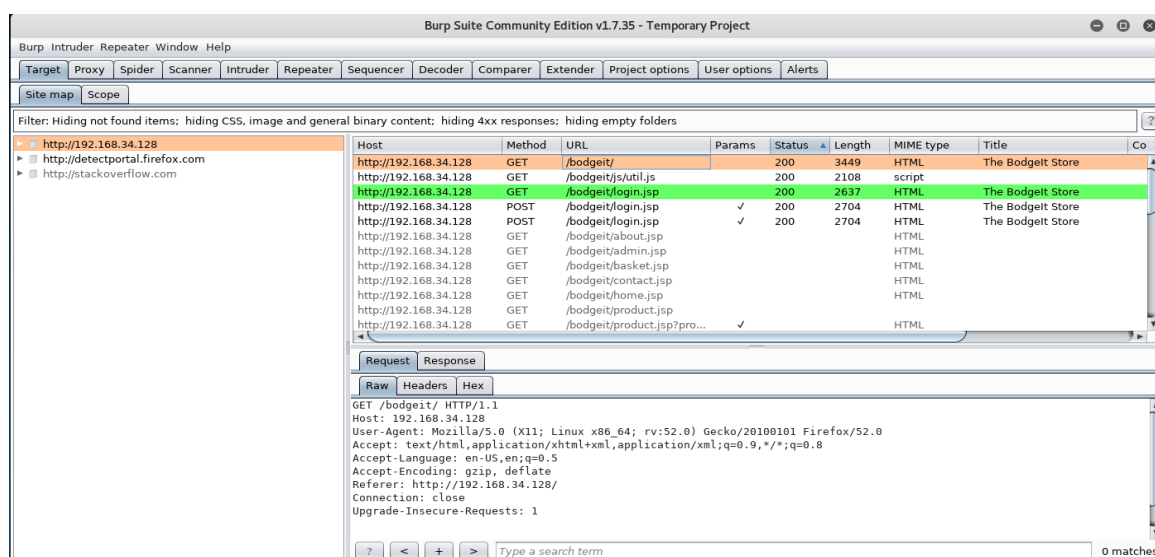 Burp Suite Community Edition v1.7.35 - Temporary Project
Burp Intruder Repeater Window Help
Target Proxy Spider Scanner Intruder Repeater Sequencer Decoder Comparer Extender Project options User options Alerts
Site map Scope
Filter: Hiding not found items; hiding CSS, image and general binary content; hiding 4xx responses; hiding empty folders ?
http://192.168.34.128
http://detectportal.firefox.com
http://stackoverflow.com
Host Method URL Params Status Length MIME type Title Co
http://192.168.34.128 GET /bodgeit/ 200 3449 HTML The BodgeIt Store
http://192.168.34.128 GET /bodgeit/js/util.js 200 2108 script
http://192.168.34.128 GET /bodgeit/login.jsp 200 2637 HTML The BodgeIt Store
http://192.168.34.128 POST /bodgeit/login.jsp ✓ 200 2704 HTML The BodgeIt Store
http://192.168.34.128 POST /bodgeit/login.jsp ✓ 200 2704 HTML The BodgeIt Store
http://192.168.34.128 GET /bodgeit/about.jsp HTML
http://192.168.34.128 GET /bodgeit/admin.jsp HTML
http://192.168.34.128 GET /bodgeit/basket.jsp HTML
http://192.168.34.128 GET /bodgeit/contact.jsp HTML
http://192.168.34.128 GET /bodgeit/home.jsp HTML
http://192.168.34.128 GET /bodgeit/product.jsp
http://192.168.34.128 GET /bodgeit/product.jsp?pro... ✓ HTML
Request Response
Raw Headers Hex
GET /bodgeit/ HTTP/1.1
Host: 192.168.34.128
User-Agent: Mozilla/5.0 (X11; Linux x86_64; rv:52.0) Gecko/20100101 Firefox/52.0
Accept: text/html,application/xhtml+xml,application/xml;q=0.9,*/*;q=0.8
Accept-Language: en-US,en;q=0.5
Accept-Encoding: gzip, deflate
Referer: http://192.168.34.128/
Connection: close
Upgrade-Insecure-Requests: 1
? < + > Type a search term 0 matches